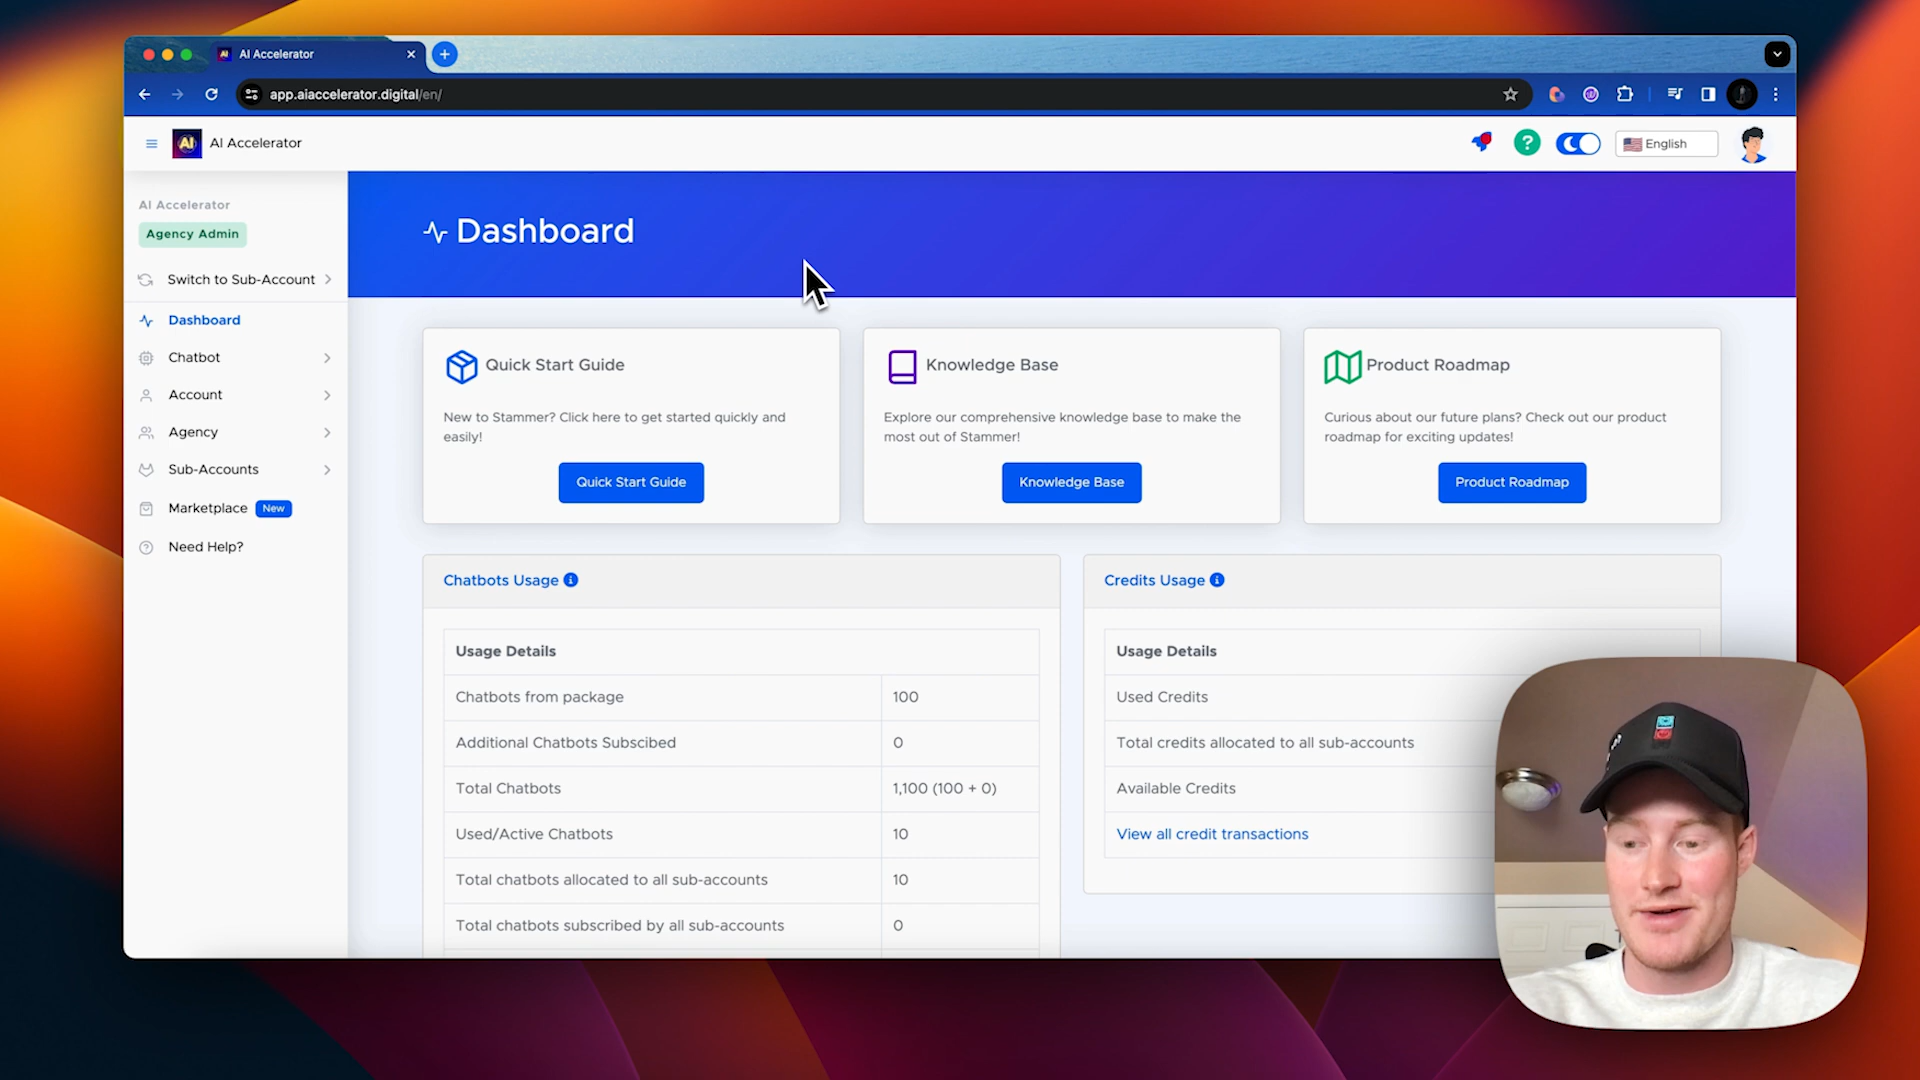 AI Accelerator
app.aiaccelerator.digital/en/
AI Accelerator
English
AI Accelerator
Agency Admin
Switch to Sub-Account
Dashboard
Chatbot
Account
Agency
Sub-Accounts
Marketplace New
Need Help?
Dashboard
Quick Start Guide
New to Stammer? Click here to get started quickly and
easily!
Quick Start Guide
Knowledge Base
Explore our comprehensive knowledge base to make the
most out of Stammer!
Knowledge Base
Product Roadmap
Curious about our future plans? Check out our product
roadmap for exciting updates!
Product Roadmap
Chatbots Usage
Usage Details
Chatbots from package 100
Additional Chatbots Subscibed 0
Total Chatbots 1,100 (100 + 0)
Used/Active Chatbots 10
Total chatbots allocated to all sub-accounts 10
Total chatbots subscribed by all sub-accounts 0
Credits Usage
Usage Details
Used Credits
Total credits allocated to all sub-accounts
Available Credits
View all credit transactions